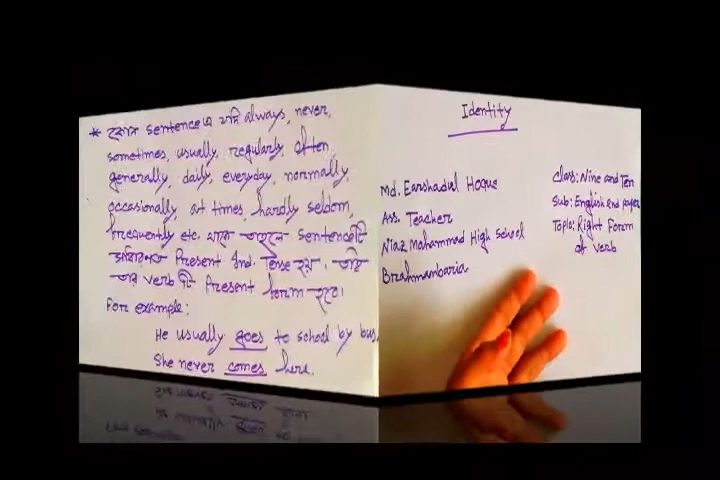 * কোন sentence এ যদি always, never,
sometimes, usually, regularly, often,
generally, daily, everyday, normally,
occasionally, at times, hardly seldom,
frequently etc. থাকে তাহলে sentenceটি
সাধারণত Present Ind. Tense হয়। তাই
তার verb টি Present form হবে।
For example:
He usually goes to school by bus.
She never comes here.
Identity
Md. Earshadul Hoque
Ass. Teacher
Niaz Mohammad High School
Brahmanbaria
Class: Nine and Ten
Sub: English 2nd paper
Topic: Right Form
of verb